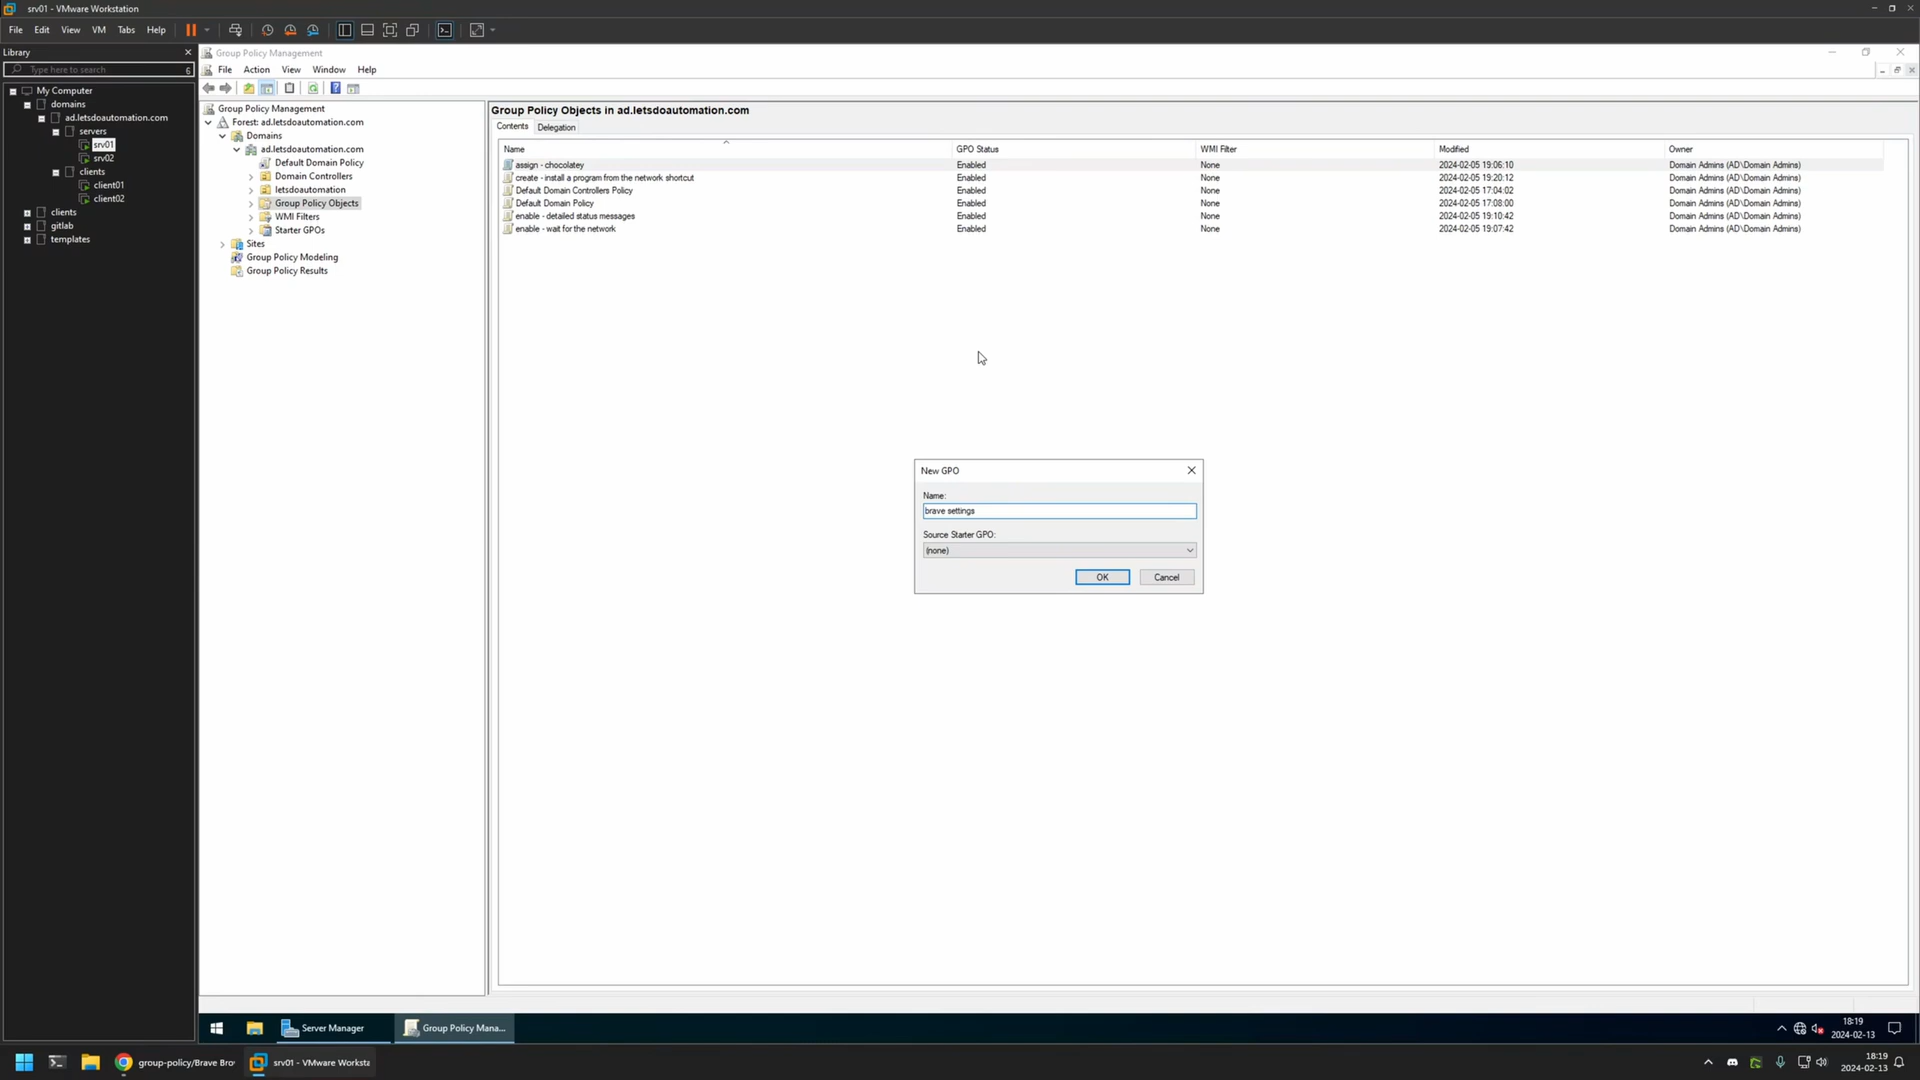 srv01 - VMware Workstation
File Edit View VM Tabs Help
Library
Type here to search
My Computer
domains
ad.letsdoautomation.com
servers
srv01
srv02
clients
client01
client02
clients
gitlab
templates
Group Policy Management
File Action View Window Help
Group Policy Management
Forest: ad.letsdoautomation.com
Domains
ad.letsdoautomation.com
Default Domain Policy
Domain Controllers
letsdoautomation
Group Policy Objects
WMI Filters
Starter GPOs
Sites
Group Policy Modeling
Group Policy Results
Group Policy Objects in ad.letsdoautomation.com
Contents Delegation
Name GPO Status WMI Filter Modified Owner
assign - chocolatey Enabled None 2024-02-05 19:06:10 Domain Admins (AD\Domain Admins)
create - install a program from the network shortcut Enabled None 2024-02-05 19:20:12 Domain Admins (AD\Domain Admins)
Default Domain Controllers Policy Enabled None 2024-02-05 17:04:02 Domain Admins (AD\Domain Admins)
Default Domain Policy Enabled None 2024-02-05 17:08:00 Domain Admins (AD\Domain Admins)
enable - detailed status messages Enabled None 2024-02-05 19:10:42 Domain Admins (AD\Domain Admins)
enable - wait for the network Enabled None 2024-02-05 19:07:42 Domain Admins (AD\Domain Admins)
New GPO
Name:
brave settings
Source Starter GPO:
(none)
OK Cancel
Server Manager Group Policy Mana...
18:19
2024-02-13
group-policy/Brave Bro srv01 - VMware Worksta
18:19
2024-02-13